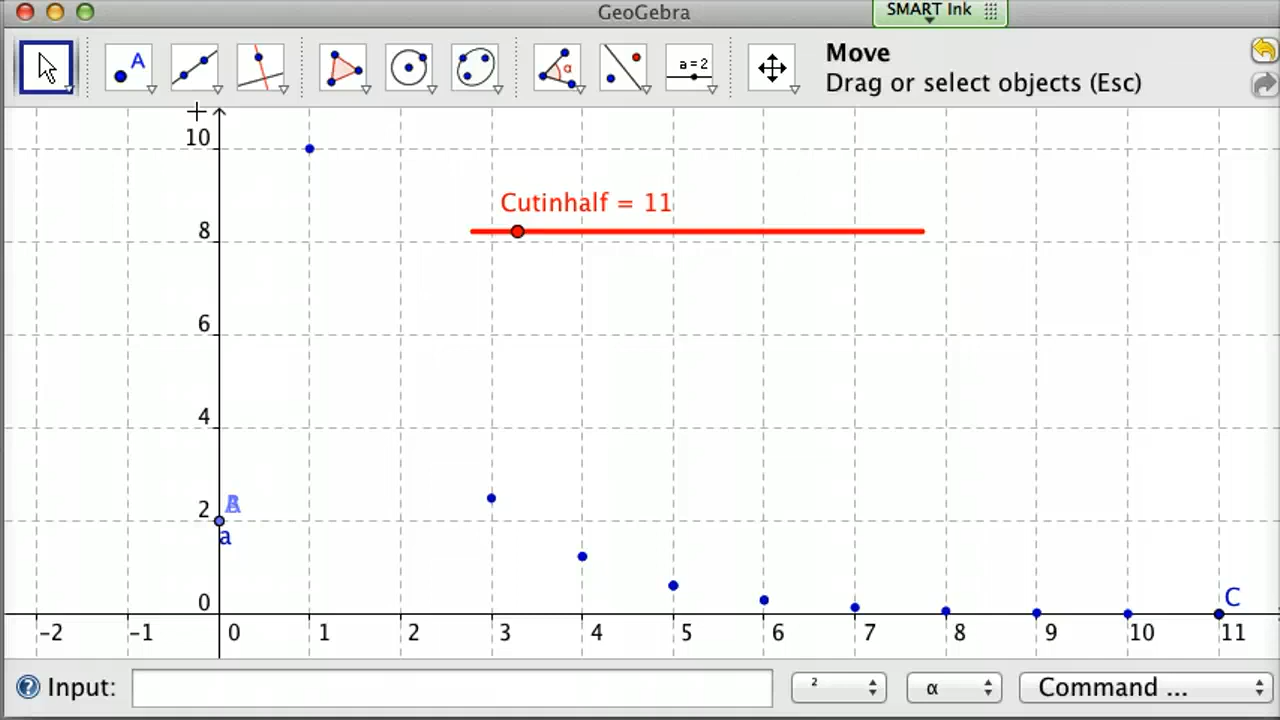 GeoGebra
SMART Ink
A
α
a = 2
Move
Drag or select objects (Esc)
10
8
6
4
2
0
Cutinhalf = 11
a
C
-2 -1 0 1 2 3 4 5 6 7 8 9 10 11
Input:
² α Command ...